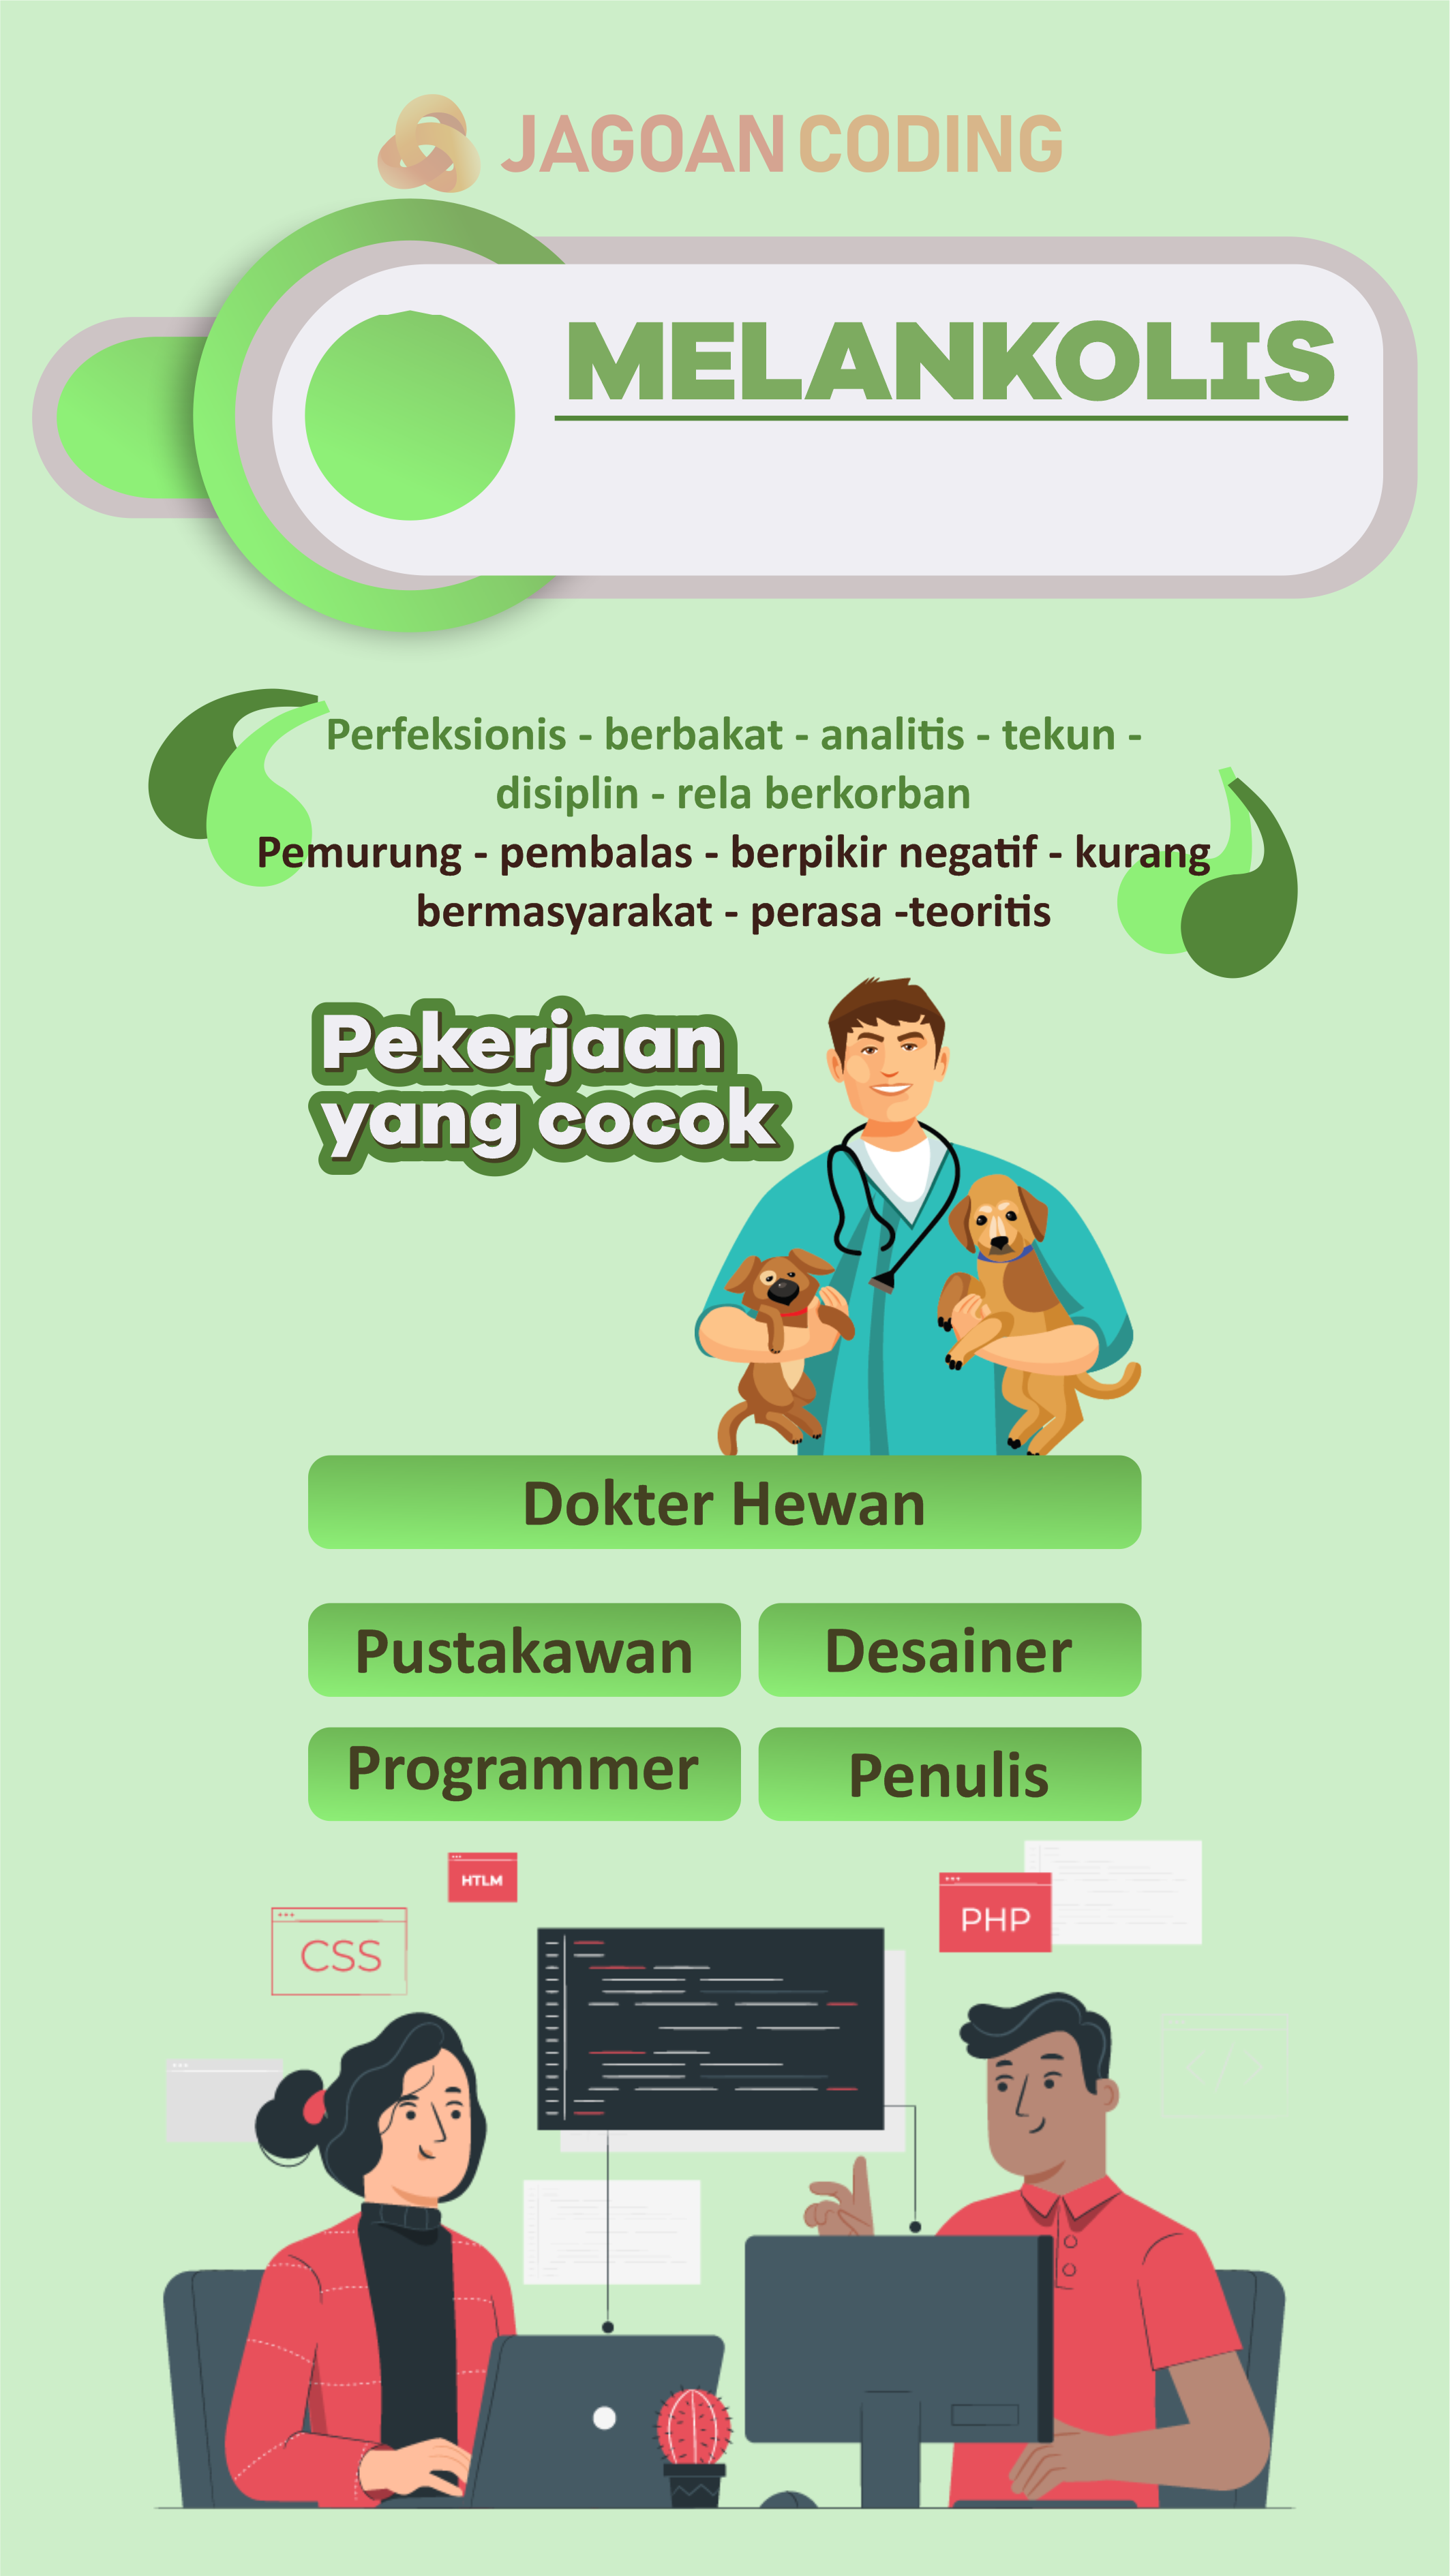 JAGOAN CODING
MELANKOLIS
Perfeksionis - berbakat - analitis - tekun -
disiplin - rela berkorban
Pemurung - pembalas - berpikir negatif - kurang
bermasyarakat - perasa -teoritis
Pekerjaan
yang cocok
Dokter Hewan
Pustakawan
Desainer
Programmer
Penulis
HTLM
CSS
PHP